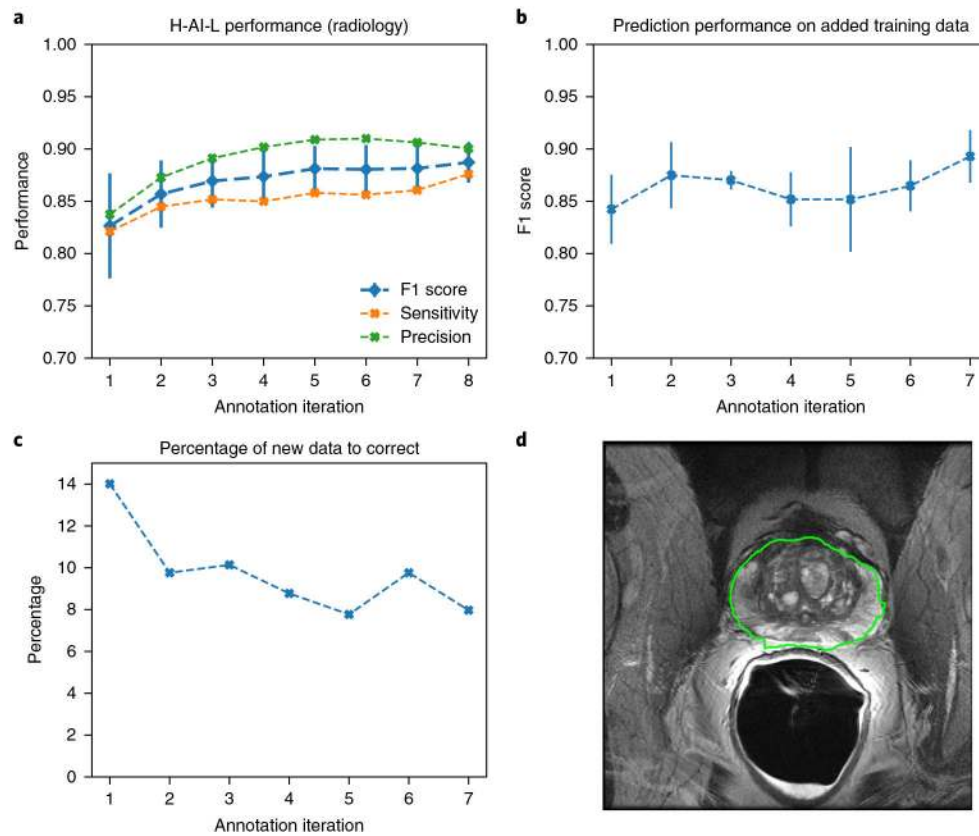 a
H-AI-L performance (radiology)
1.00
0.95
0.90
0.85
0.80
0.75
0.70
Performance
F1 score
Sensitivity
Precision
1 2 3 4 5 6 7 8
Annotation iteration
b
Prediction performance on added training data
1.00
0.95
0.90
0.85
0.80
0.75
0.70
F1 score
1 2 3 4 5 6 7
Annotation iteration
c
Percentage of new data to correct
14
12
10
8
6
4
2
0
Percentage
1 2 3 4 5 6 7
Annotation iteration
d